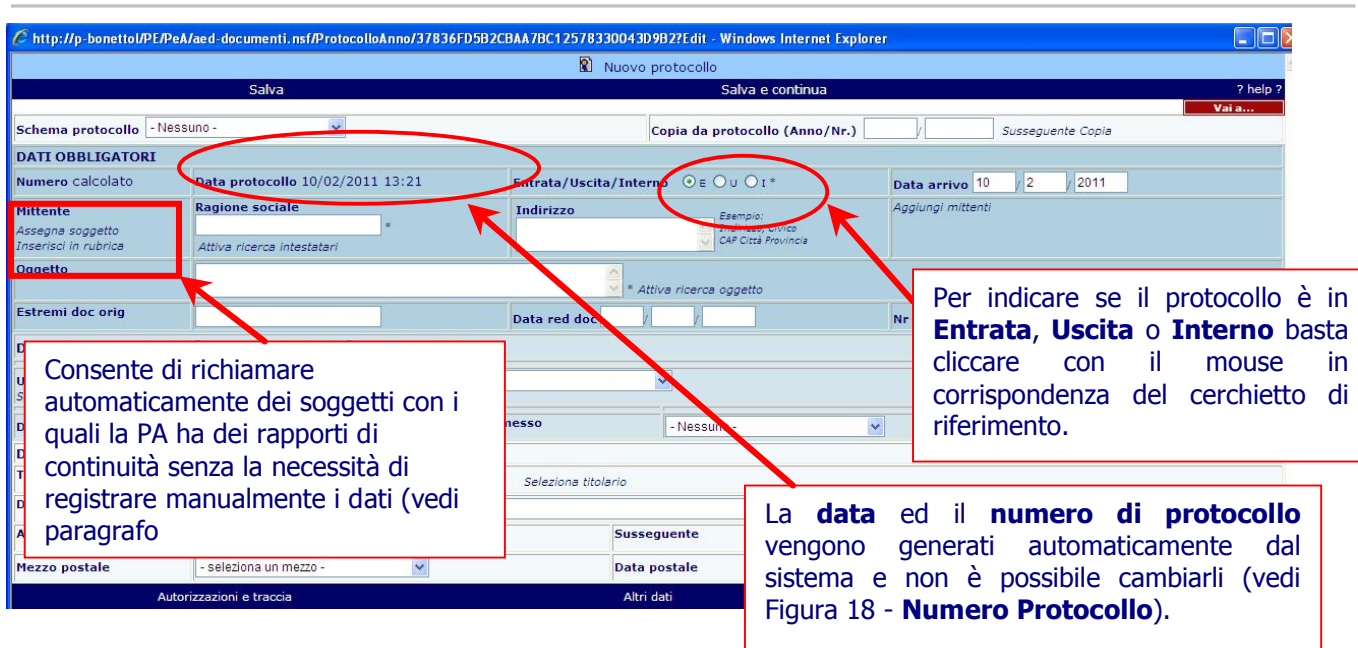 http://p-bonettol/PE/PeA/aed-documenti.nsf/ProtocolloAnno/37836FD5B2CBAA7BC12578330043D9B2?Edit - Windows Internet Explorer
Nuovo protocollo
Salva Salva e continua ? help ?
Vai a...
Schema protocollo - Nessuno - Copia da protocollo (Anno/Nr.) / Susseguente Copia
DATI OBBLIGATORI
Numero calcolato Data protocollo 10/02/2011 13:21 Entrata/Uscita/Interno E U I * Data arrivo 10 / 2 / 2011
Mittente Ragione sociale Indirizzo Aggiungi mittenti
Assegna soggetto * Esempio:
Inserisci in rubrica Indirizzo, Civico
Attiva ricerca intestatari CAP Città Provincia
Oggetto
* Attiva ricerca oggetto
Estremi doc orig Data red doc / / Nr
messo - Nessuno -
Seleziona titolario
Susseguente
Mezzo postale - seleziona un mezzo - Data postale
Autorizzazioni e traccia Altri dati
Consente di richiamare
automaticamente dei soggetti con i
quali la PA ha dei rapporti di
continuità senza la necessità di
registrare manualmente i dati (vedi
paragrafo
Per indicare se il protocollo è in
Entrata, Uscita o Interno basta
cliccare con il mouse in
corrispondenza del cerchietto di
riferimento.
La data ed il numero di protocollo
vengono generati automaticamente dal
sistema e non è possibile cambiarli (vedi
Figura 18 - Numero Protocollo).